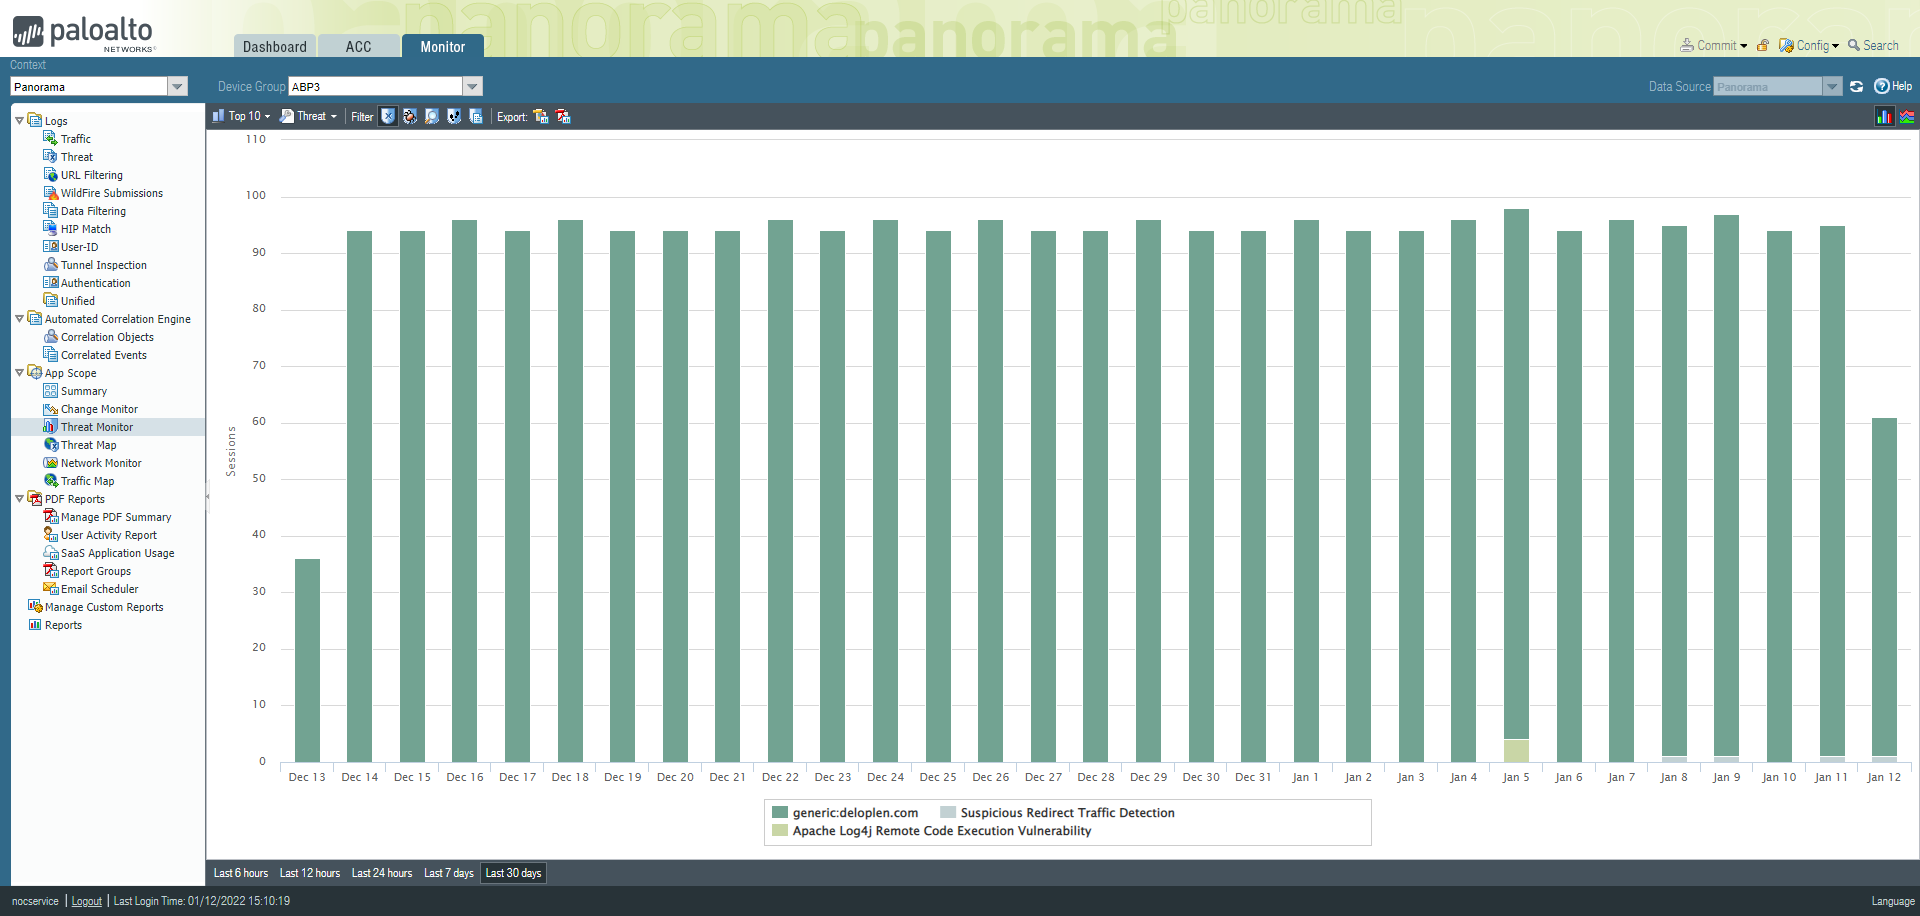 paloalto
NETWORKS®
panorama
panorama
panorama
Dashboard
ACC
Monitor
Commit
Config
Search
Context
Panorama
Device Group
ABP3
Data Source
Panorama
Help
Top 10
Threat
Filter
Export:
Logs
Traffic
Threat
URL Filtering
WildFire Submissions
Data Filtering
HIP Match
User-ID
Tunnel Inspection
Authentication
Unified
Automated Correlation Engine
Correlation Objects
Correlated Events
App Scope
Summary
Change Monitor
Threat Monitor
Threat Map
Network Monitor
Traffic Map
PDF Reports
Manage PDF Summary
User Activity Report
SaaS Application Usage
Report Groups
Email Scheduler
Manage Custom Reports
Reports
110
100
90
80
70
60
50
40
30
20
10
0
Sessions
Dec 13 Dec 14 Dec 15 Dec 16 Dec 17 Dec 18 Dec 19 Dec 20 Dec 21 Dec 22 Dec 23 Dec 24 Dec 25 Dec 26 Dec 27 Dec 28 Dec 29 Dec 30 Dec 31 Jan 1 Jan 2 Jan 3 Jan 4 Jan 5 Jan 6 Jan 7 Jan 8 Jan 9 Jan 10 Jan 11 Jan 12
generic:deloplen.com Suspicious Redirect Traffic Detection
Apache Log4j Remote Code Execution Vulnerability
Last 6 hours Last 12 hours Last 24 hours Last 7 days Last 30 days
nocservice | Logout | Last Login Time: 01/12/2022 15:10:19
Language